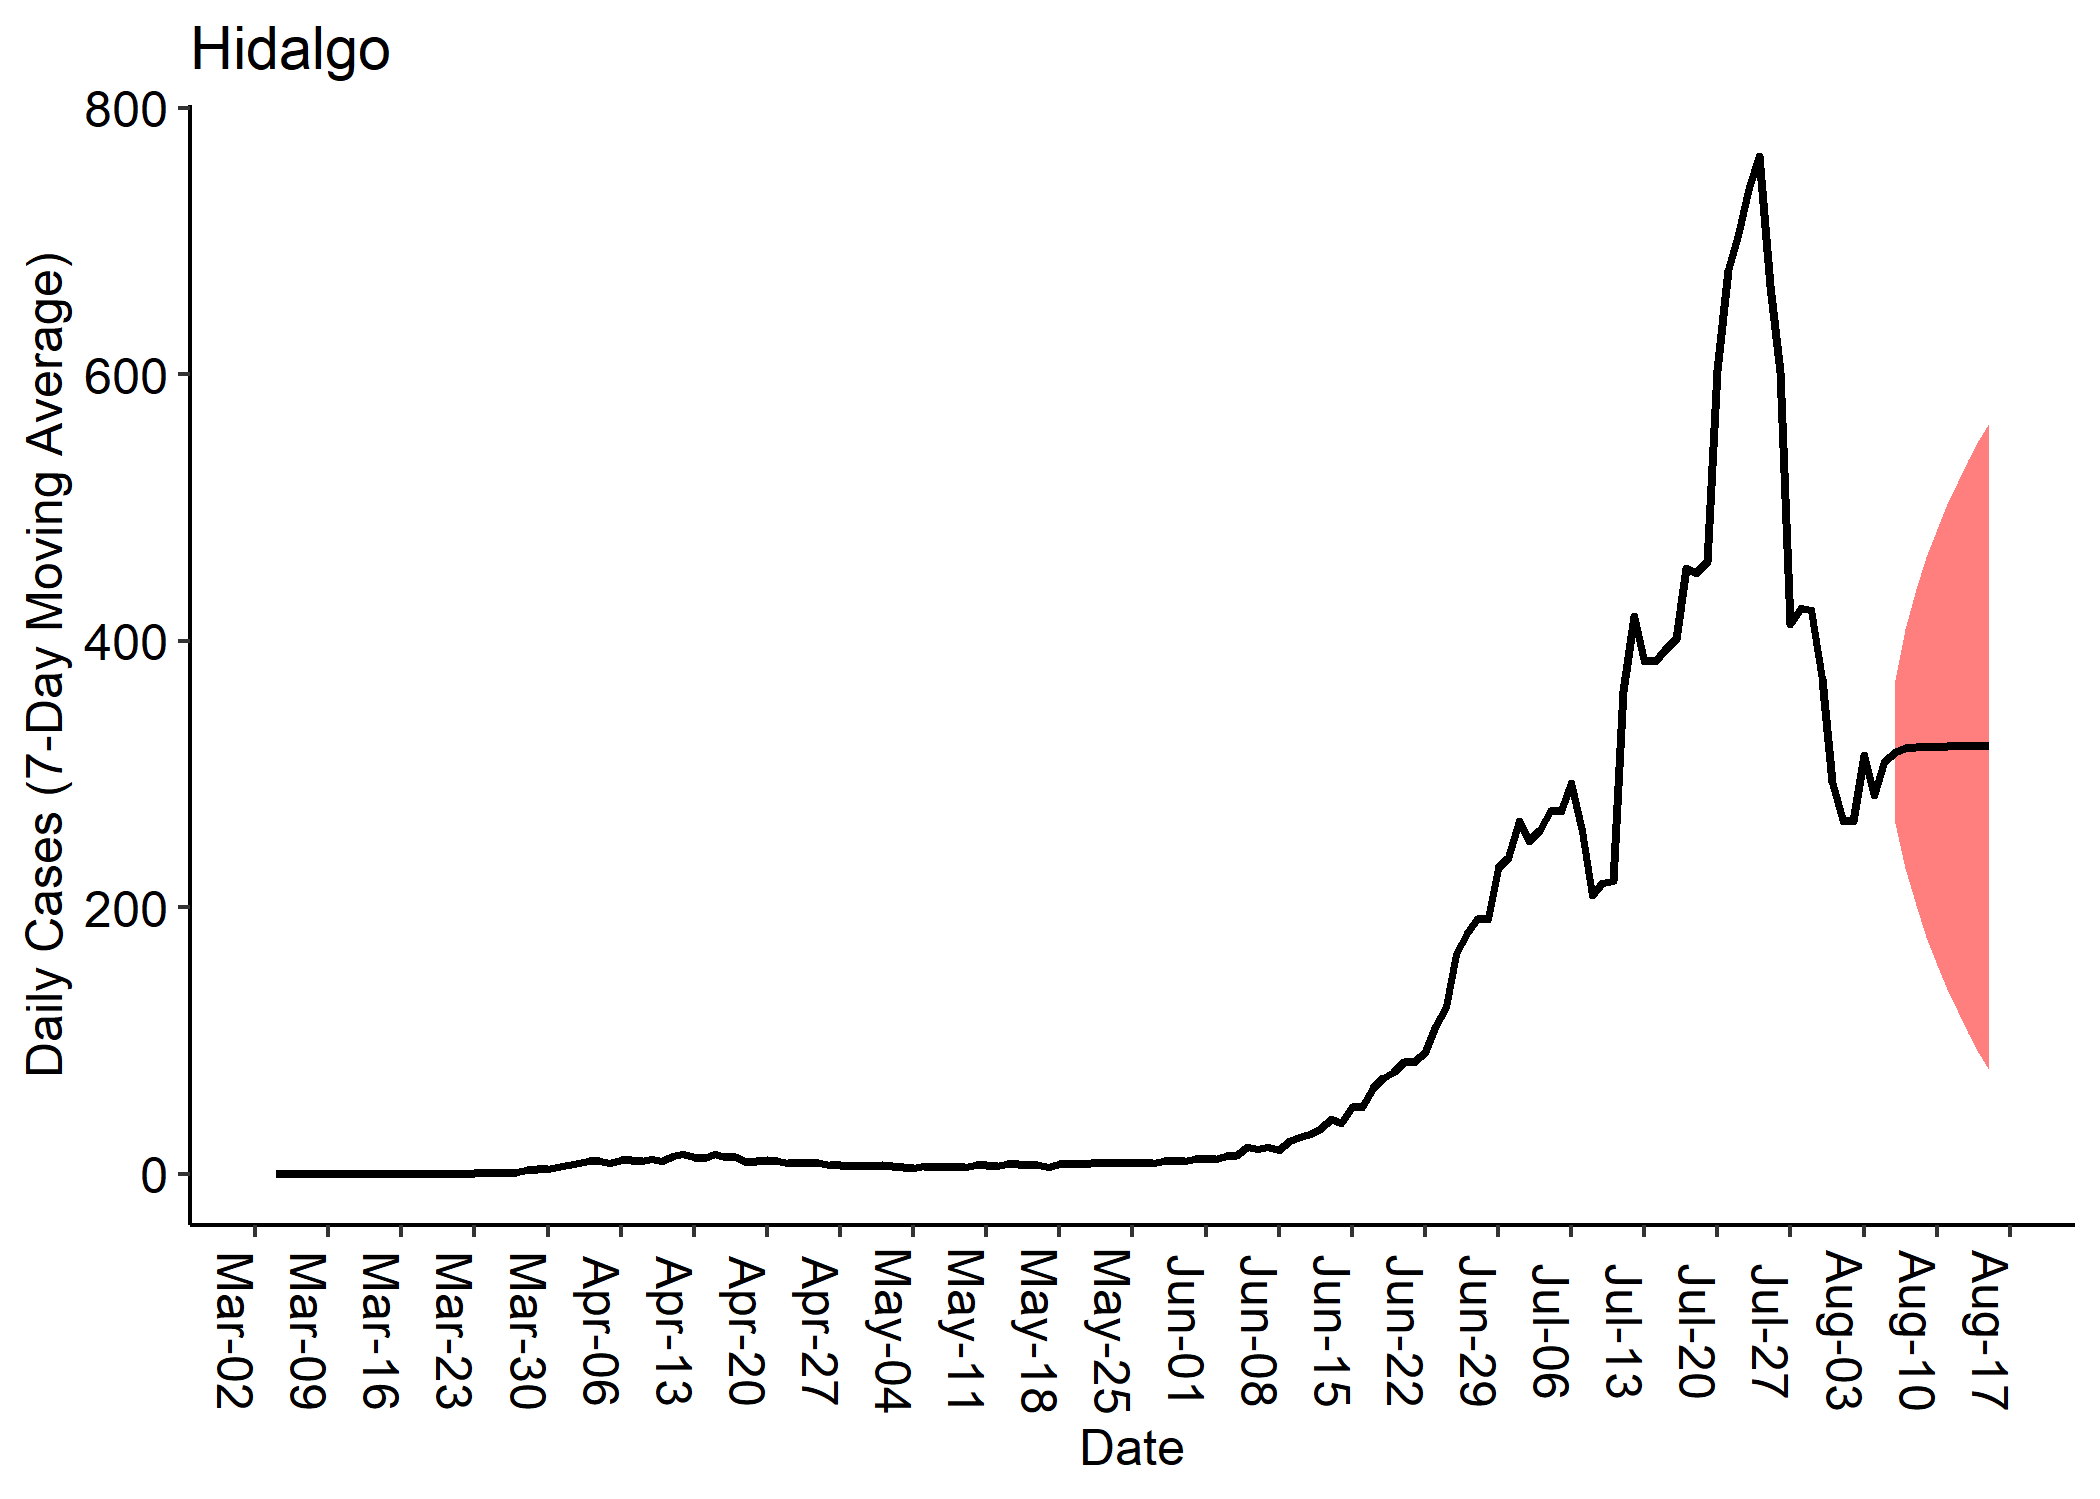 Hidalgo
Daily Cases (7-Day Moving Average)
800
600
400
200
0
Mar-02
Mar-09
Mar-16
Mar-23
Mar-30
Apr-06
Apr-13
Apr-20
Apr-27
May-04
May-11
May-18
May-25
Jun-01
Jun-08
Jun-15
Jun-22
Jun-29
Jul-06
Jul-13
Jul-20
Jul-27
Aug-03
Aug-10
Aug-17
Date